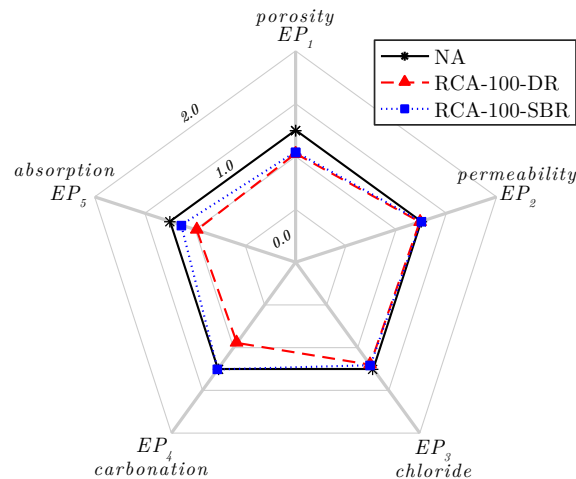 porosity
EP1
NA
RCA-100-DR
RCA-100-SBR
2.0
1.0
0.0
absorption
EP5
permeability
EP2
EP4
carbonation
EP3
chloride